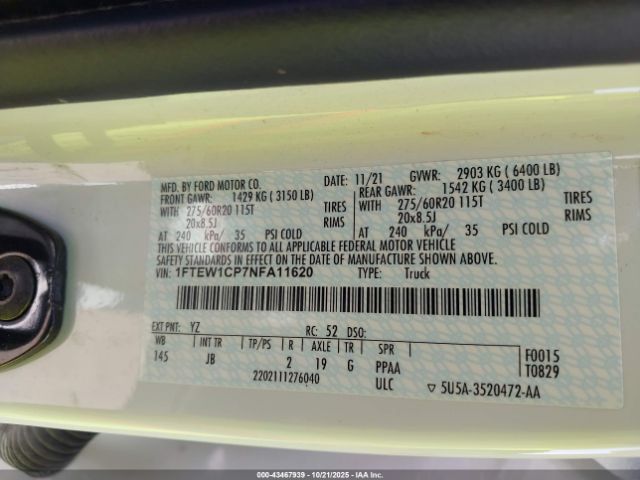 MFD. BY FORD MOTOR CO.
11/21 GVWR: 2903 KG ( 6400 LB)
FRONT GAWR: 1429 KG ( 3150 LB)
REAR GAWR: 1542 KG ( 3400 LB)
WITH 275/60R20 115T TIRES
WITH 275/60R20 115T TIRES
20x8.5J RIMS
20x8.5J RIMS
AT 240 kPa/ 35 PSI COLD
AT 240 kPa/ 35 PSI COLD
THIS VEHICLE CONFORMS TO ALL APPLICABLE FEDERAL MOTOR VEHICLE
SAFETY STANDARDS IN EFFECT ON THE DATE OF MANUFACTURE SHOWN ABOVE.
VIN: 1FTEW1CP7NFA11620 TYPE: Truck
EXT PNT: YZ RC: 52 DSO:
WB INT TR TP/PS R AXLE TR SPR
145 JB 2 19 G PPAA
2202111276040 ULC
F0015
T0829
▽ 5U5A-3520472-AA
000-43467939 - 10/21/2025 - IAAI.COM